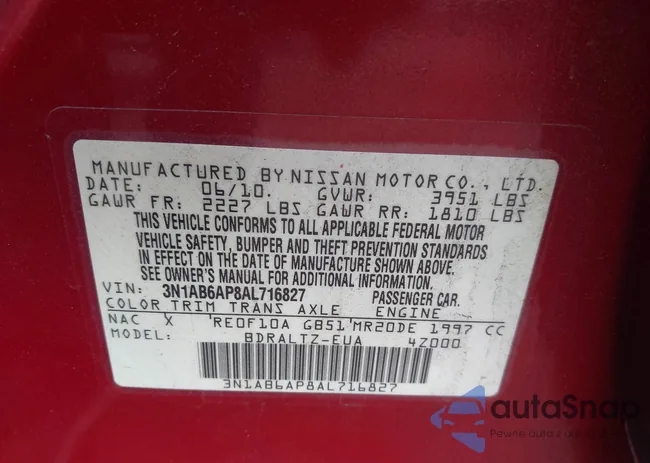 MANUFACTURED BY NISSAN MOTOR CO., LTD.
DATE: 06/10. GVWR: 3951 LBS
GAWR FR: 2227 LBS GAWR RR: 1810 LBS
THIS VEHICLE CONFORMS TO ALL APPLICABLE FEDERAL MOTOR
VEHICLE SAFETY, BUMPER AND THEFT PREVENTION STANDARDS
IN EFFECT ON THE DATE OF MANUFACTURE SHOWN ABOVE.
SEE OWNER'S MANUAL FOR ADDITIONAL INFORMATION.
VIN: 3N1AB6AP8AL716827 PASSENGER CAR.
COLOR TRIM TRANS AXLE ENGINE
NAC X 'RE0F10A GB51'MR20DE 1997 CC
MODEL: BDRALTZ-EUA 4Z000
3N1AB6AP8AL716827
autoSnap
Pewne auta z